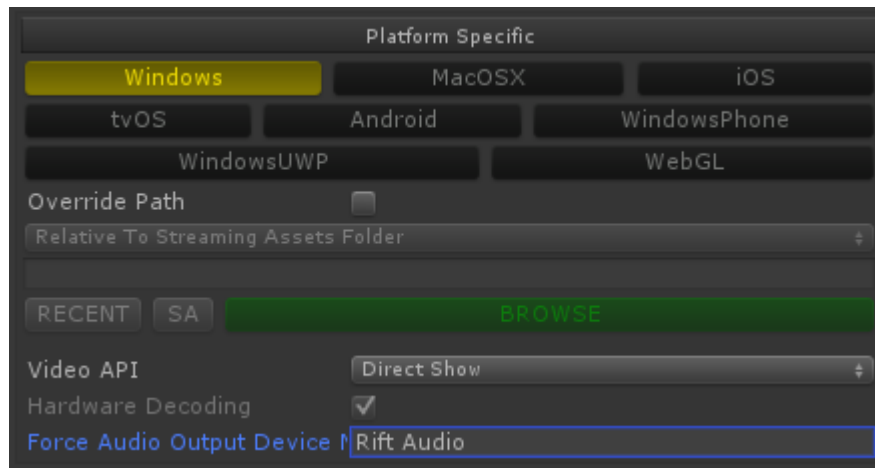 Platform Specific
Windows MacOSX iOS
tvOS Android WindowsPhone
WindowsUWP WebGL
Override Path
Relative To Streaming Assets Folder
RECENT SA BROWSE
Video API Direct Show
Hardware Decoding
Force Audio Output Device Rift Audio